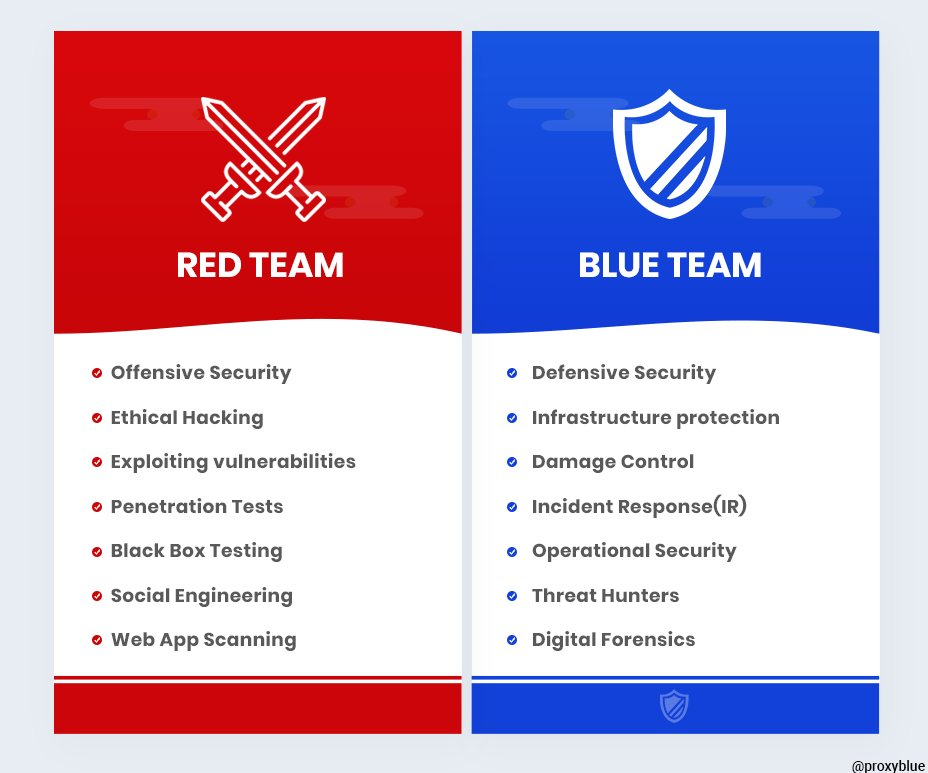 RED TEAM
Offensive Security
Ethical Hacking
Exploiting vulnerabilities
Penetration Tests
Black Box Testing
Social Engineering
Web App Scanning
BLUE TEAM
Defensive Security
Infrastructure protection
Damage Control
Incident Response(IR)
Operational Security
Threat Hunters
Digital Forensics
@proxyblue